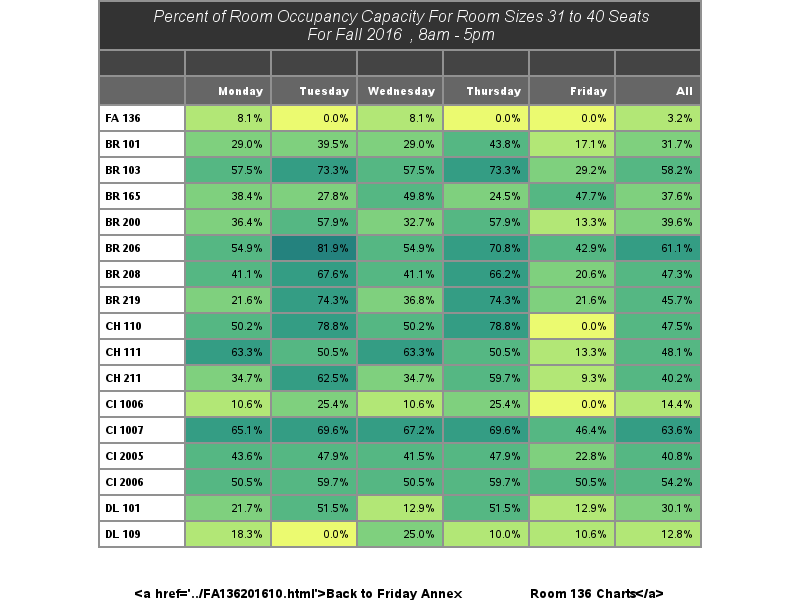 Percent of Room Occupancy Capacity For Room Sizes 31 to 40 Seats
For Fall 2016 , 8am - 5pm
Monday Tuesday Wednesday Thursday Friday All
FA 136 8.1% 0.0% 8.1% 0.0% 0.0% 3.2%
BR 101 29.0% 39.5% 29.0% 43.8% 17.1% 31.7%
BR 103 57.5% 73.3% 57.5% 73.3% 29.2% 58.2%
BR 165 38.4% 27.8% 49.8% 24.5% 47.7% 37.6%
BR 200 36.4% 57.9% 32.7% 57.9% 13.3% 39.6%
BR 206 54.9% 81.9% 54.9% 70.8% 42.9% 61.1%
BR 208 41.1% 67.6% 41.1% 66.2% 20.6% 47.3%
BR 219 21.6% 74.3% 36.8% 74.3% 21.6% 45.7%
CH 110 50.2% 78.8% 50.2% 78.8% 0.0% 47.5%
CH 111 63.3% 50.5% 63.3% 50.5% 13.3% 48.1%
CH 211 34.7% 62.5% 34.7% 59.7% 9.3% 40.2%
CI 1006 10.6% 25.4% 10.6% 25.4% 0.0% 14.4%
CI 1007 65.1% 69.6% 67.2% 69.6% 46.4% 63.6%
CI 2005 43.6% 47.9% 41.5% 47.9% 22.8% 40.8%
CI 2006 50.5% 59.7% 50.5% 59.7% 50.5% 54.2%
DL 101 21.7% 51.5% 12.9% 51.5% 12.9% 30.1%
DL 109 18.3% 0.0% 25.0% 10.0% 10.6% 12.8%
<a href='../FA136201610.html'>Back to Friday Annex Room 136 Charts</a>